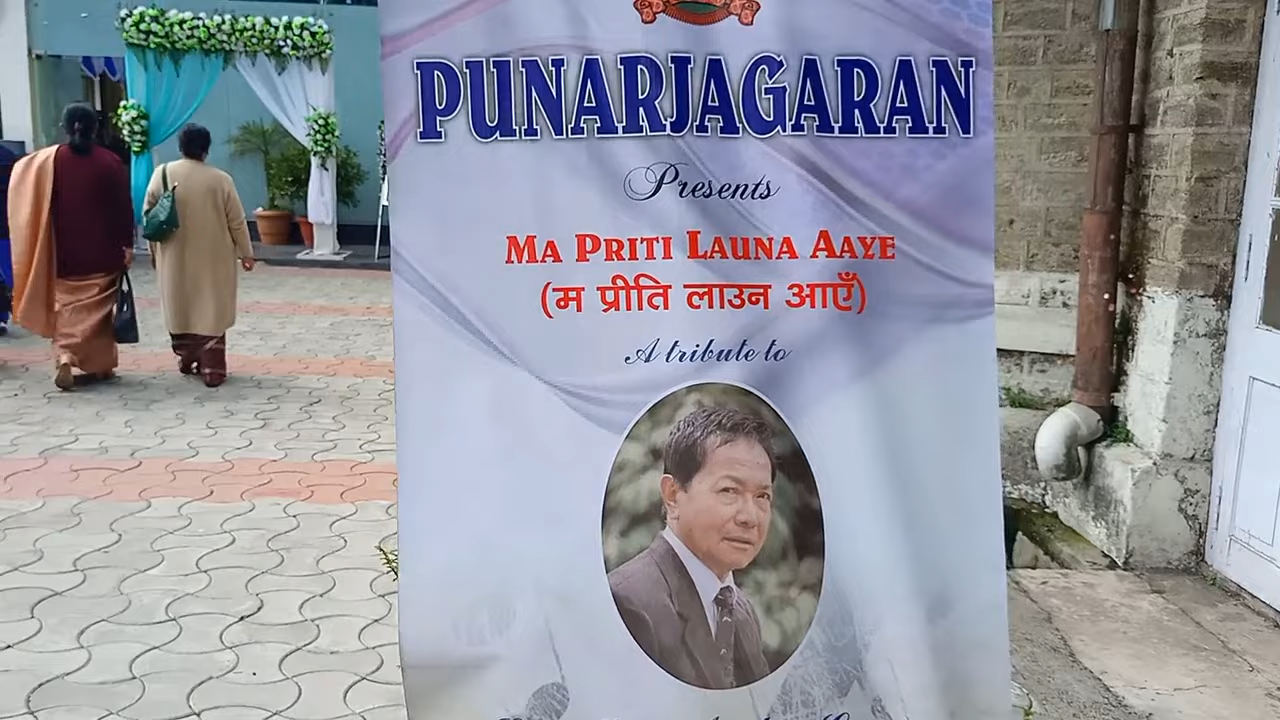 PUNARJAGARAN
Presents
MA PRITI LAUNA AAYE
(म प्रीति लाउन आएँ)
A tribute to